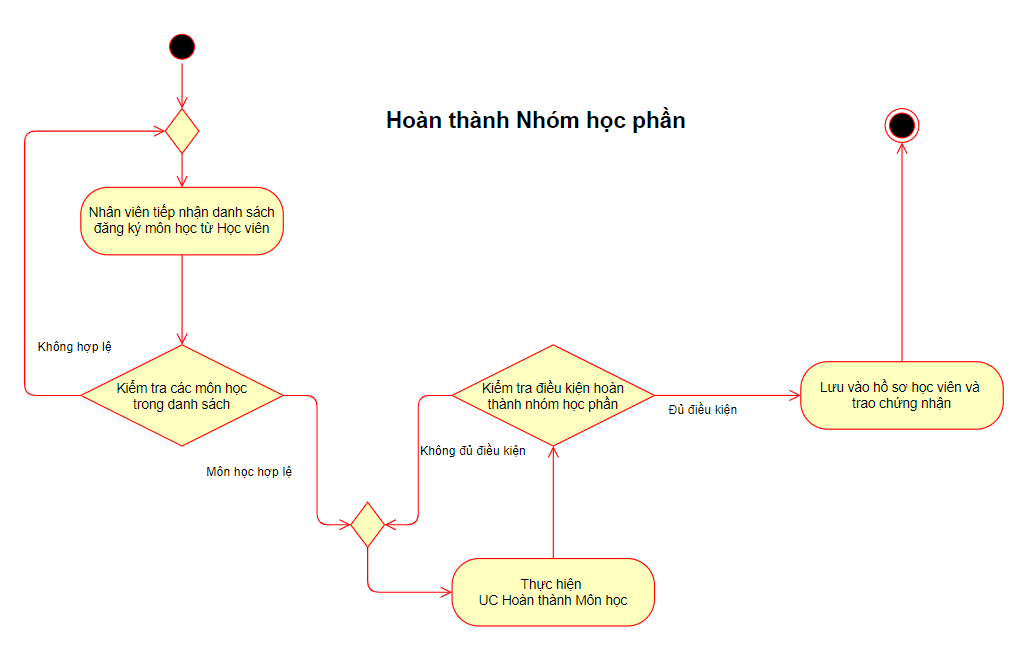 Hoàn thành Nhóm học phần
Nhân viên tiếp nhận danh sách
đăng ký môn học từ Học viên
Không hợp lệ
Kiểm tra các môn học
trong danh sách
Môn học hợp lệ
Kiểm tra điều kiện hoàn
thành nhóm học phần
Không đủ điều kiện
Đủ điều kiện
Lưu vào hồ sơ học viên và
trao chứng nhận
Thực hiện
UC Hoàn thành Môn học